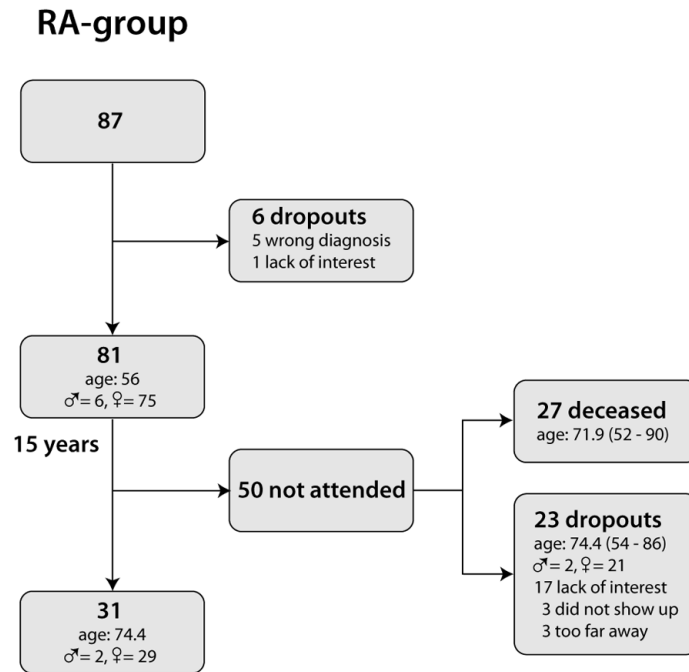 RA-group
87
6 dropouts
5 wrong diagnosis
1 lack of interest
81
age: 56
♂= 6, ♀= 75
15 years
50 not attended
27 deceased
age: 71.9 (52 - 90)
23 dropouts
age: 74.4 (54 - 86)
♂= 2, ♀= 21
17 lack of interest
3 did not show up
3 too far away
31
age: 74.4
♂= 2, ♀= 29